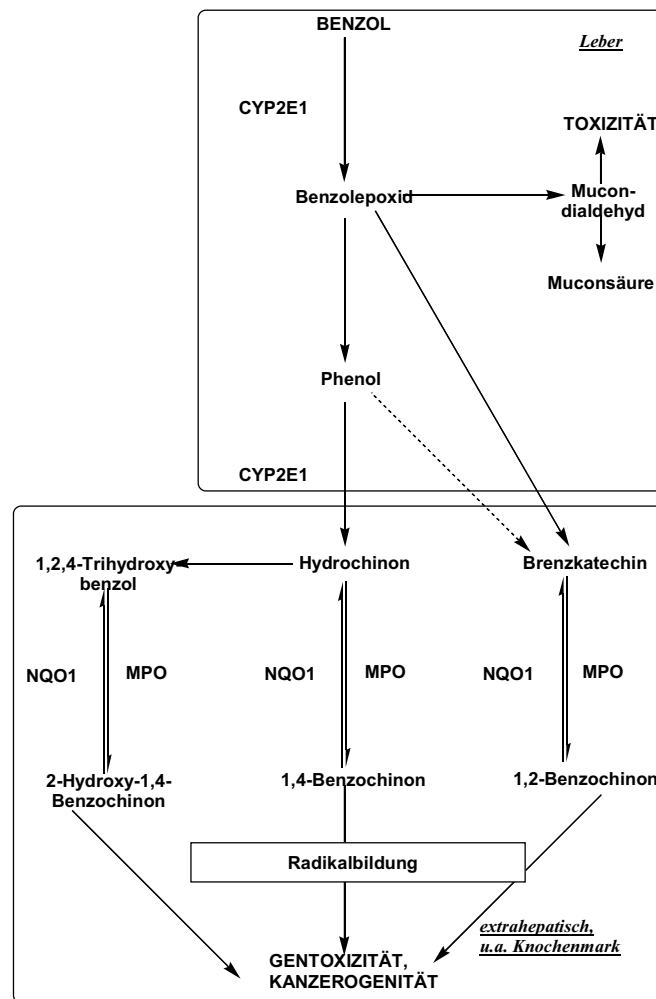 BENZOL
Leber
CYP2E1
TOXIZITÄT
Benzolepoxid
Mucon-
dialdehyd
Muconsäure
Phenol
CYP2E1
1,2,4-Trihydroxy
benzol
Hydrochinon
Brenzkatechin
NQO1
MPO
NQO1
MPO
NQO1
MPO
2-Hydroxy-1,4-
Benzochinon
1,4-Benzochinon
1,2-Benzochinon
Radikalbildung
extrahepatisch,
u.a. Knochenmark
GENTOXIZITÄT,
KANZEROGENITÄT